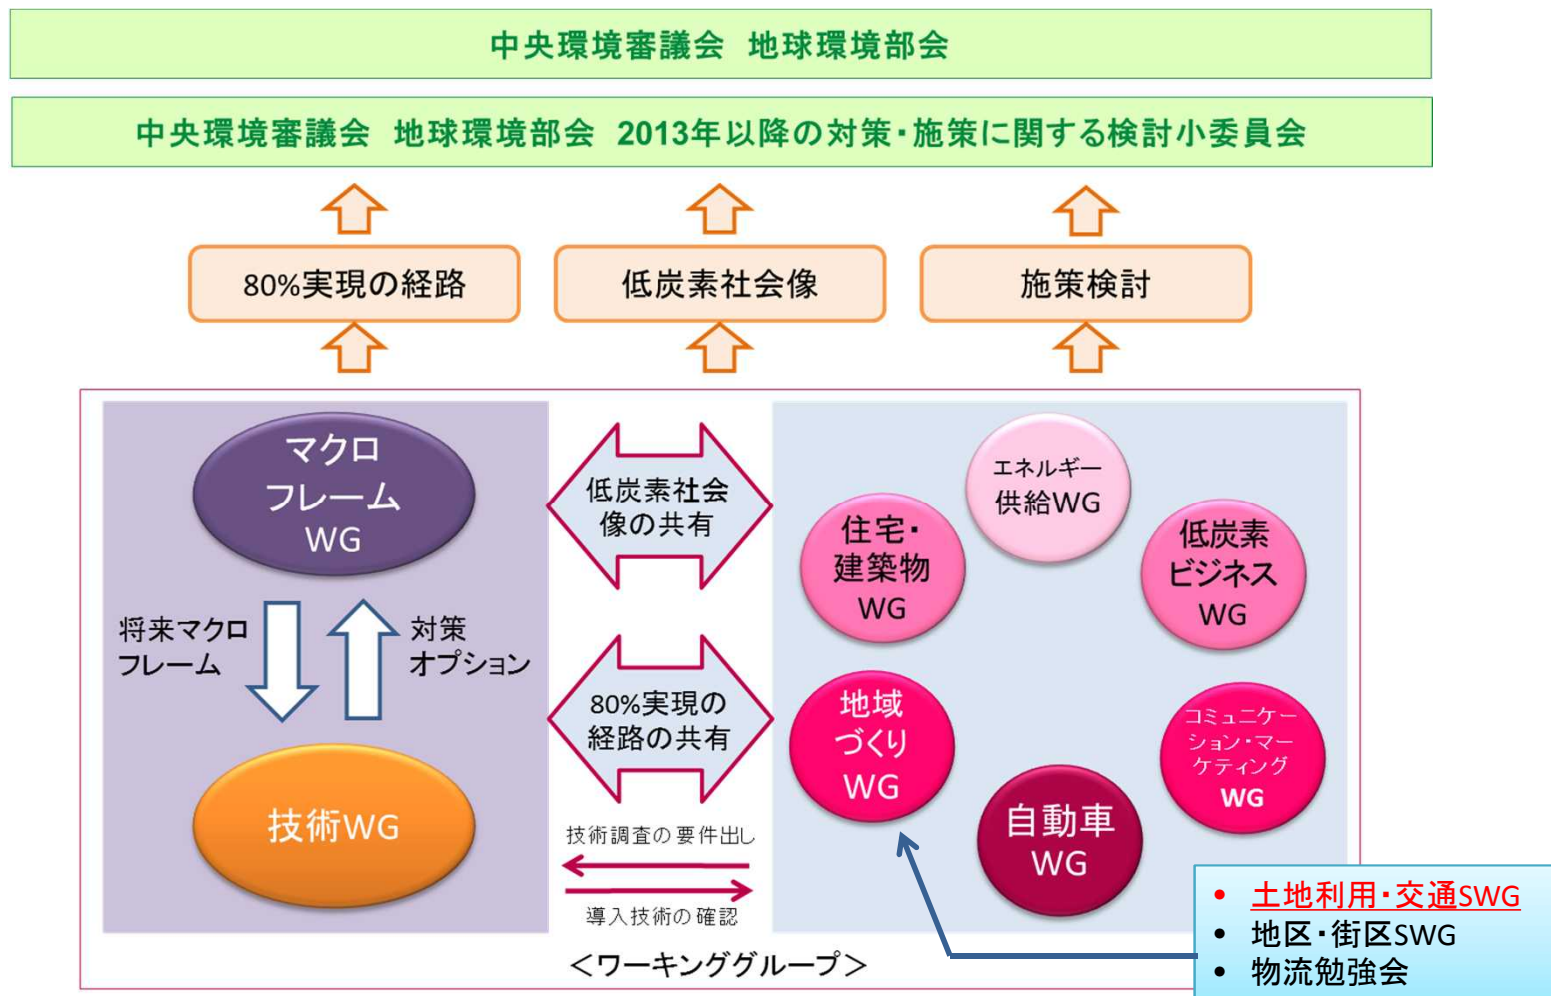 中央環境審議会 地球環境部会
中央環境審議会 地球環境部会 2013年以降の対策・施策に関する検討小委員会
80%実現の経路
低炭素社会像
施策検討
マクロ
フレーム
WG
将来マクロ
フレーム
対策
オプション
技術WG
低炭素社会
像の共有
80%実現の
経路の共有
技術調査の要件出し
導入技術の確認
エネルギー
供給WG
住宅・
建築物
WG
低炭素
ビジネス
WG
地域
づくり
WG
コミュニケー
ション・マー
ケティング
WG
自動車
WG
<ワーキンググループ>
• 土地利用・交通SWG
• 地区・街区SWG
• 物流勉強会